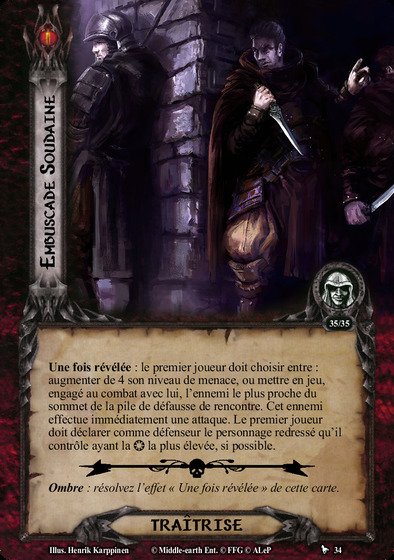 EMBUSCADE SOUDAINE
35/35
Une fois révélée : le premier joueur doit choisir entre :
augmenter de 4 son niveau de menace, ou mettre en jeu,
engagé au combat avec lui, l'ennemi le plus proche du
sommet de la pile de défausse de rencontre. Cet ennemi
effectue immédiatement une attaque. Le premier joueur
doit déclarer comme défenseur le personnage redressé qu'il
contrôle ayant la la plus élevée, si possible.
Ombre : résolvez l'effet « Une fois révélée » de cette carte.
TRAÎTRISE
Illus. Henrik Karppinen © Middle-earth Ent. © FFG © ALeP 34